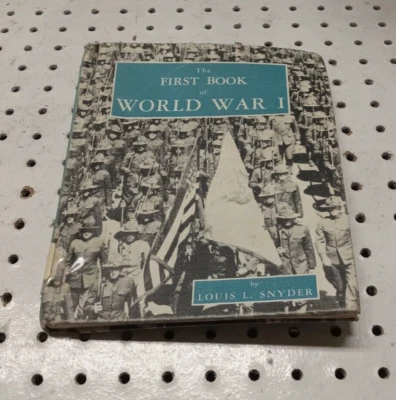 The
FIRST BOOK
of
WORLD WAR I
by
LOUIS L. SNYDER